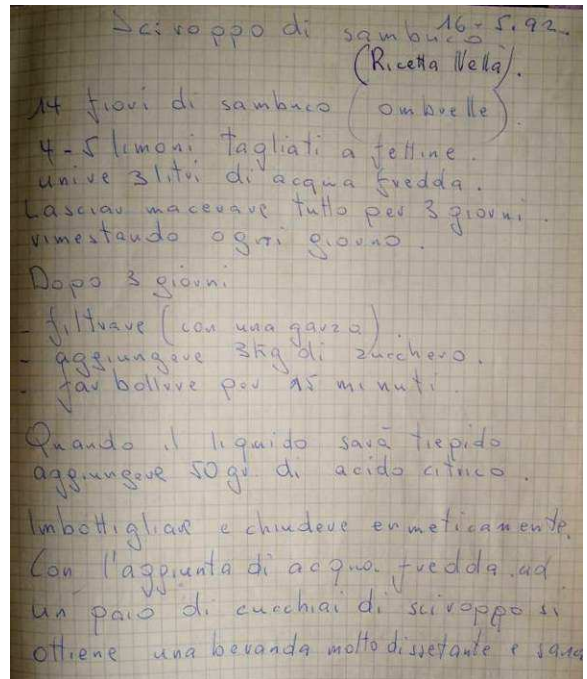 Sciroppo di sambuco 16-5.92.
(Ricetta Nella).
14 fiori di sambuco (ombrelle).
4-5 limoni tagliati a fettine.
unire 3 litri di acqua fredda.
Lasciar macerare tutto per 3 giorni.
rimestando ogni giorno.
Dopo 3 giorni
- filtrare (con una garza).
- aggiungere 3kg di zucchero.
- far bollire per 15 minuti.
Quando il liquido sarà tiepido
aggiungere 50 gr di acido citrico.
Imbottigliare e chiudere ermeticamente.
Con l'aggiunta di acqua fredda ad
un paio di cucchiai di sciroppo si
ottiene una bevanda molto dissetante e sana